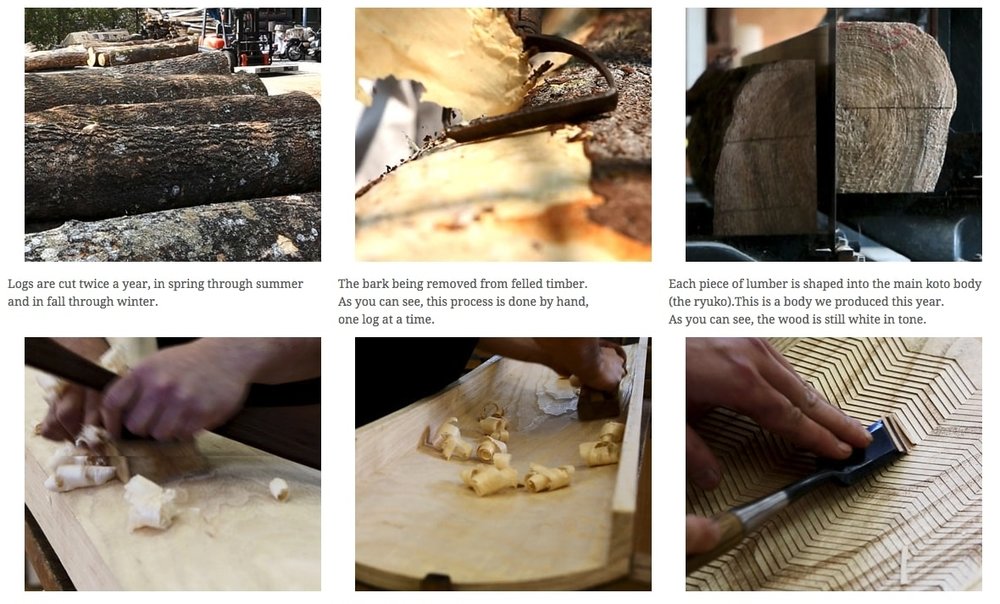 Logs are cut twice a year, in spring through summer
and in fall through winter.
The bark being removed from felled timber.
As you can see, this process is done by hand,
one log at a time.
Each piece of lumber is shaped into the main koto body
(the ryuko).This is a body we produced this year.
As you can see, the wood is still white in tone.